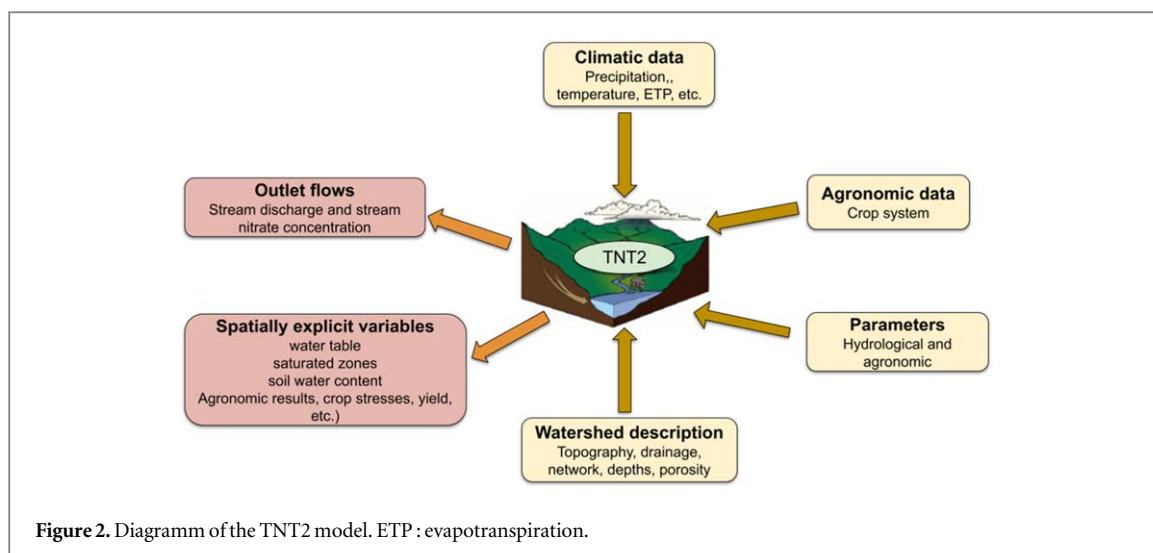 Climatic data
Precipitation,,
temperature, ETP, etc.
Outlet flows
Stream discharge and stream
nitrate concentration
Agronomic data
Crop system
TNT2
Spatially explicit variables
water table
saturated zones
soil water content
Agronomic results, crop stresses, yield,
etc.)
Parameters
Hydrological and
agronomic
Watershed description
Topography, drainage,
network, depths, porosity
Figure 2. Diagramm of the TNT2 model. ETP : evapotranspiration.